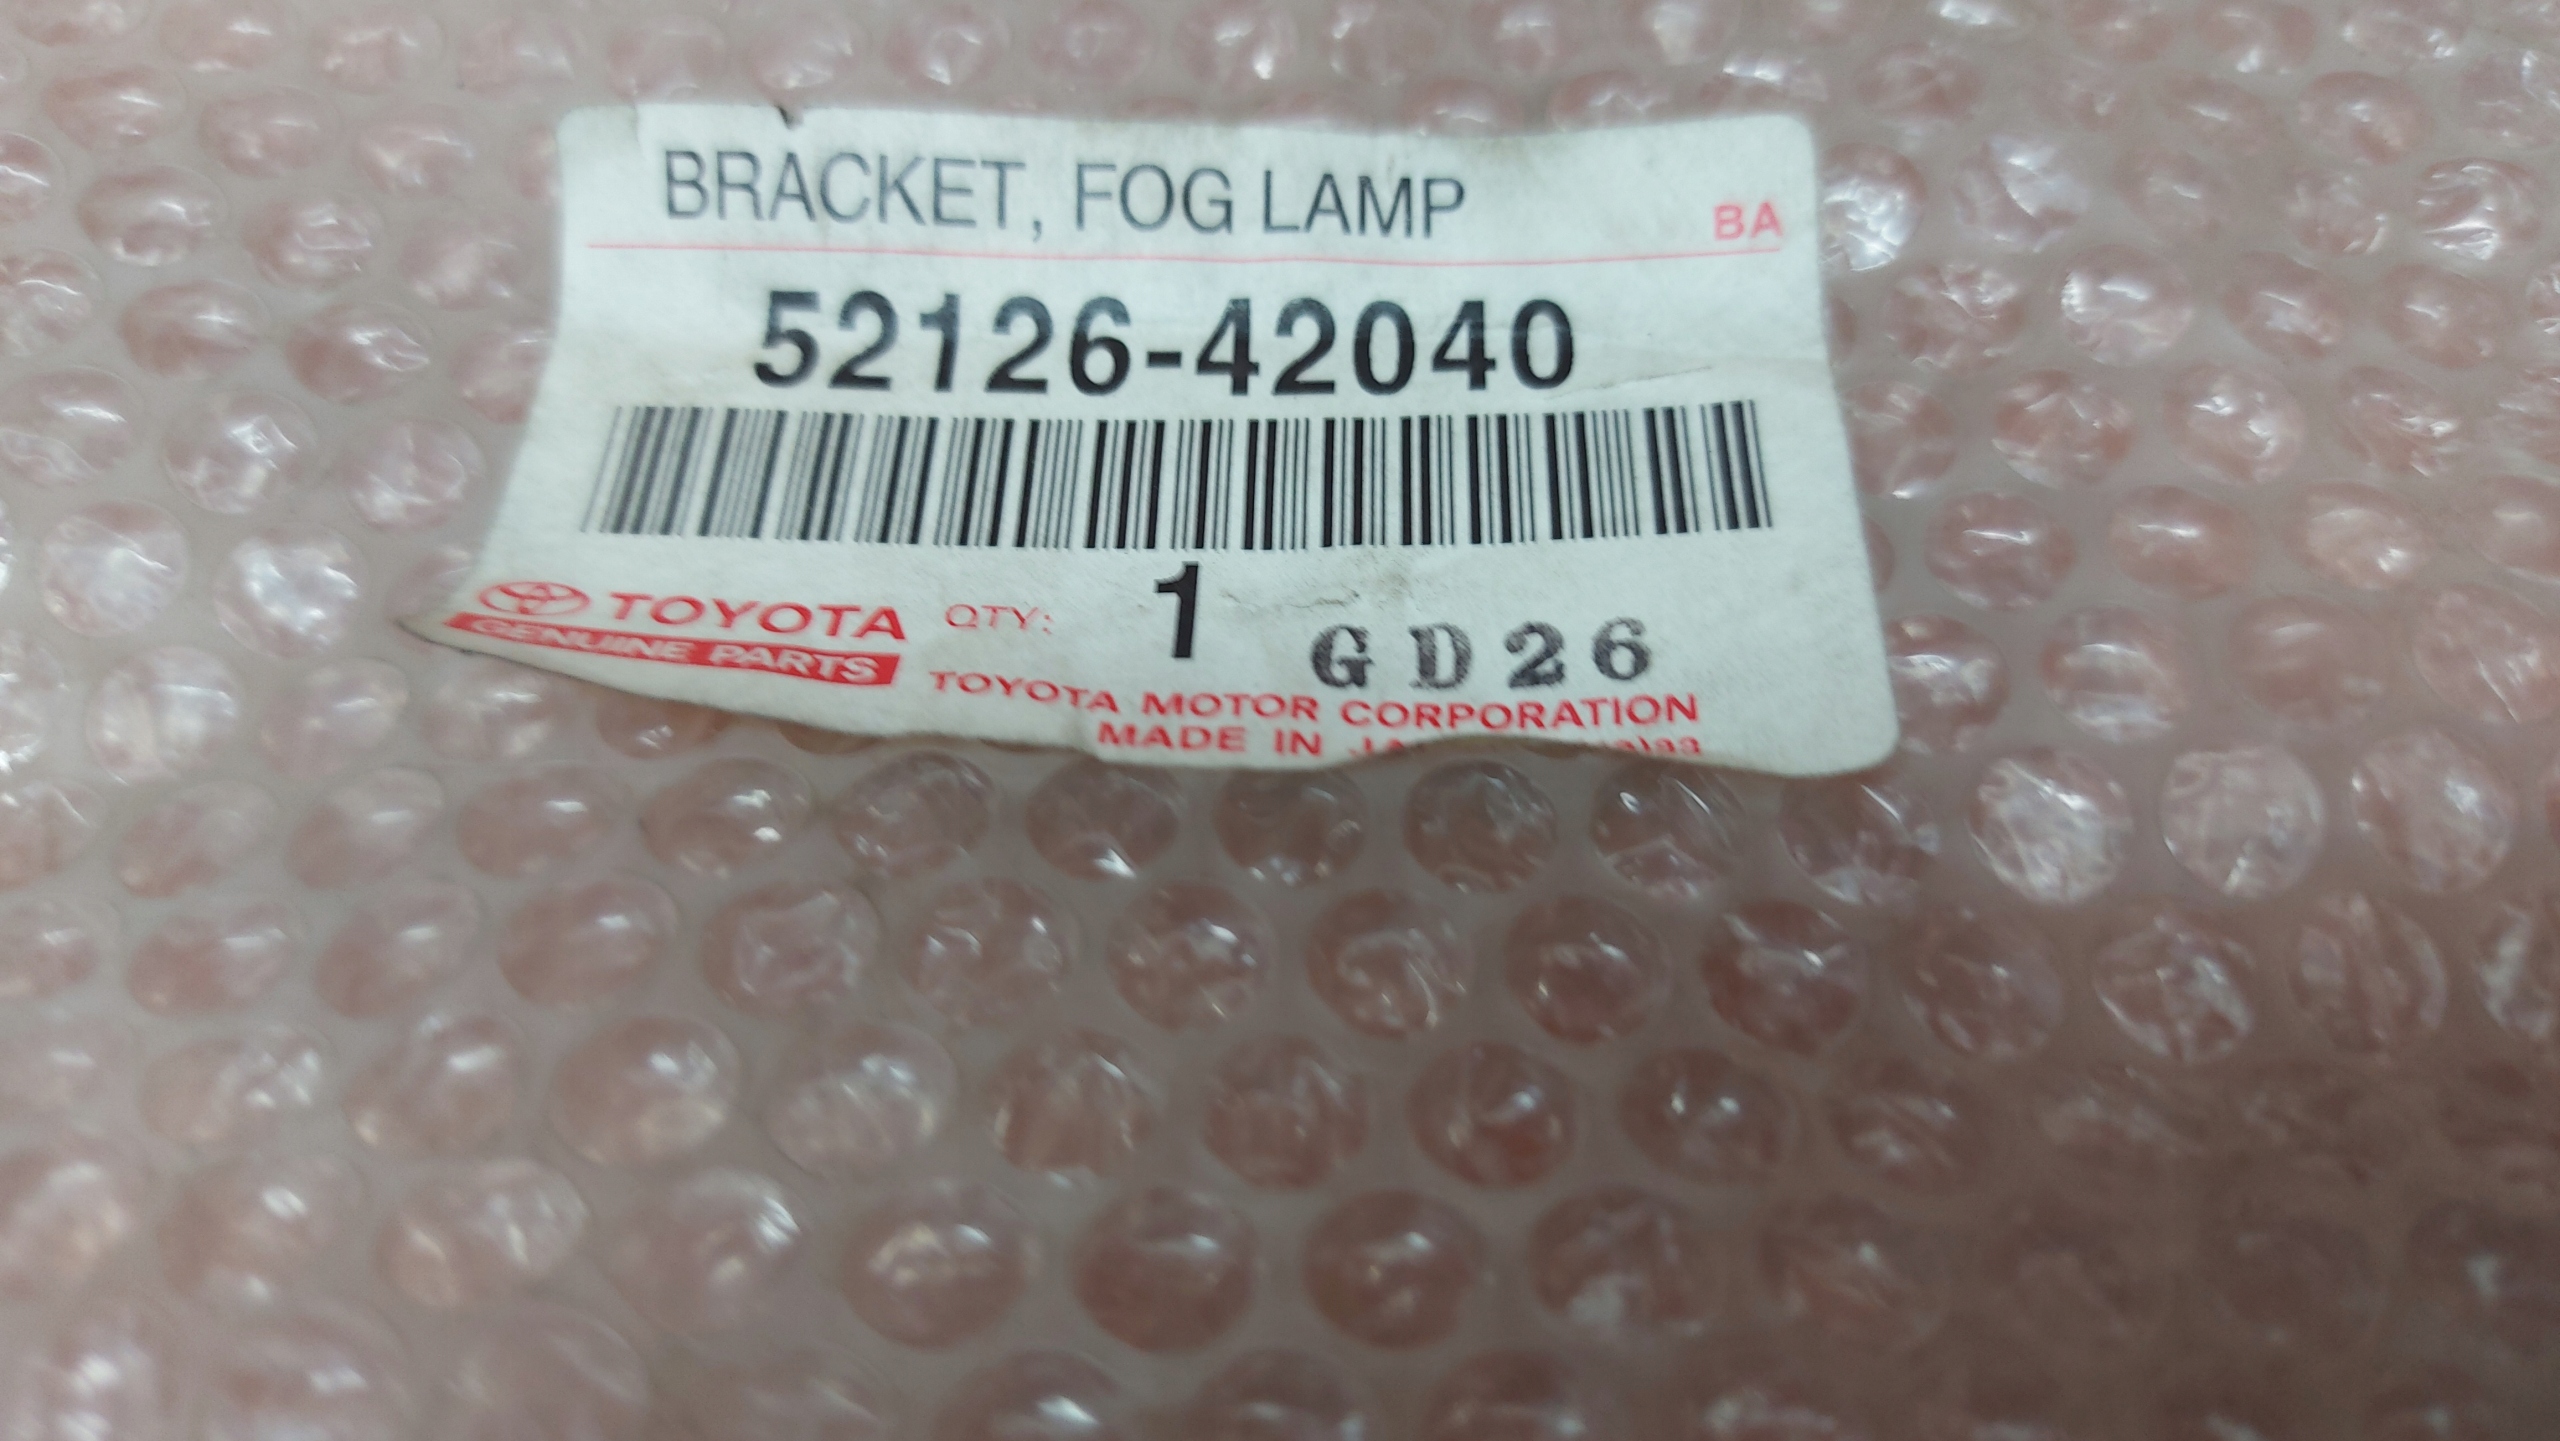 BRACKET, FOG LAMP
BA
52126-42040
TOYOTA
GENUINE PARTS
QTY: 1
GD26
TOYOTA MOTOR CORPORATION
MADE IN